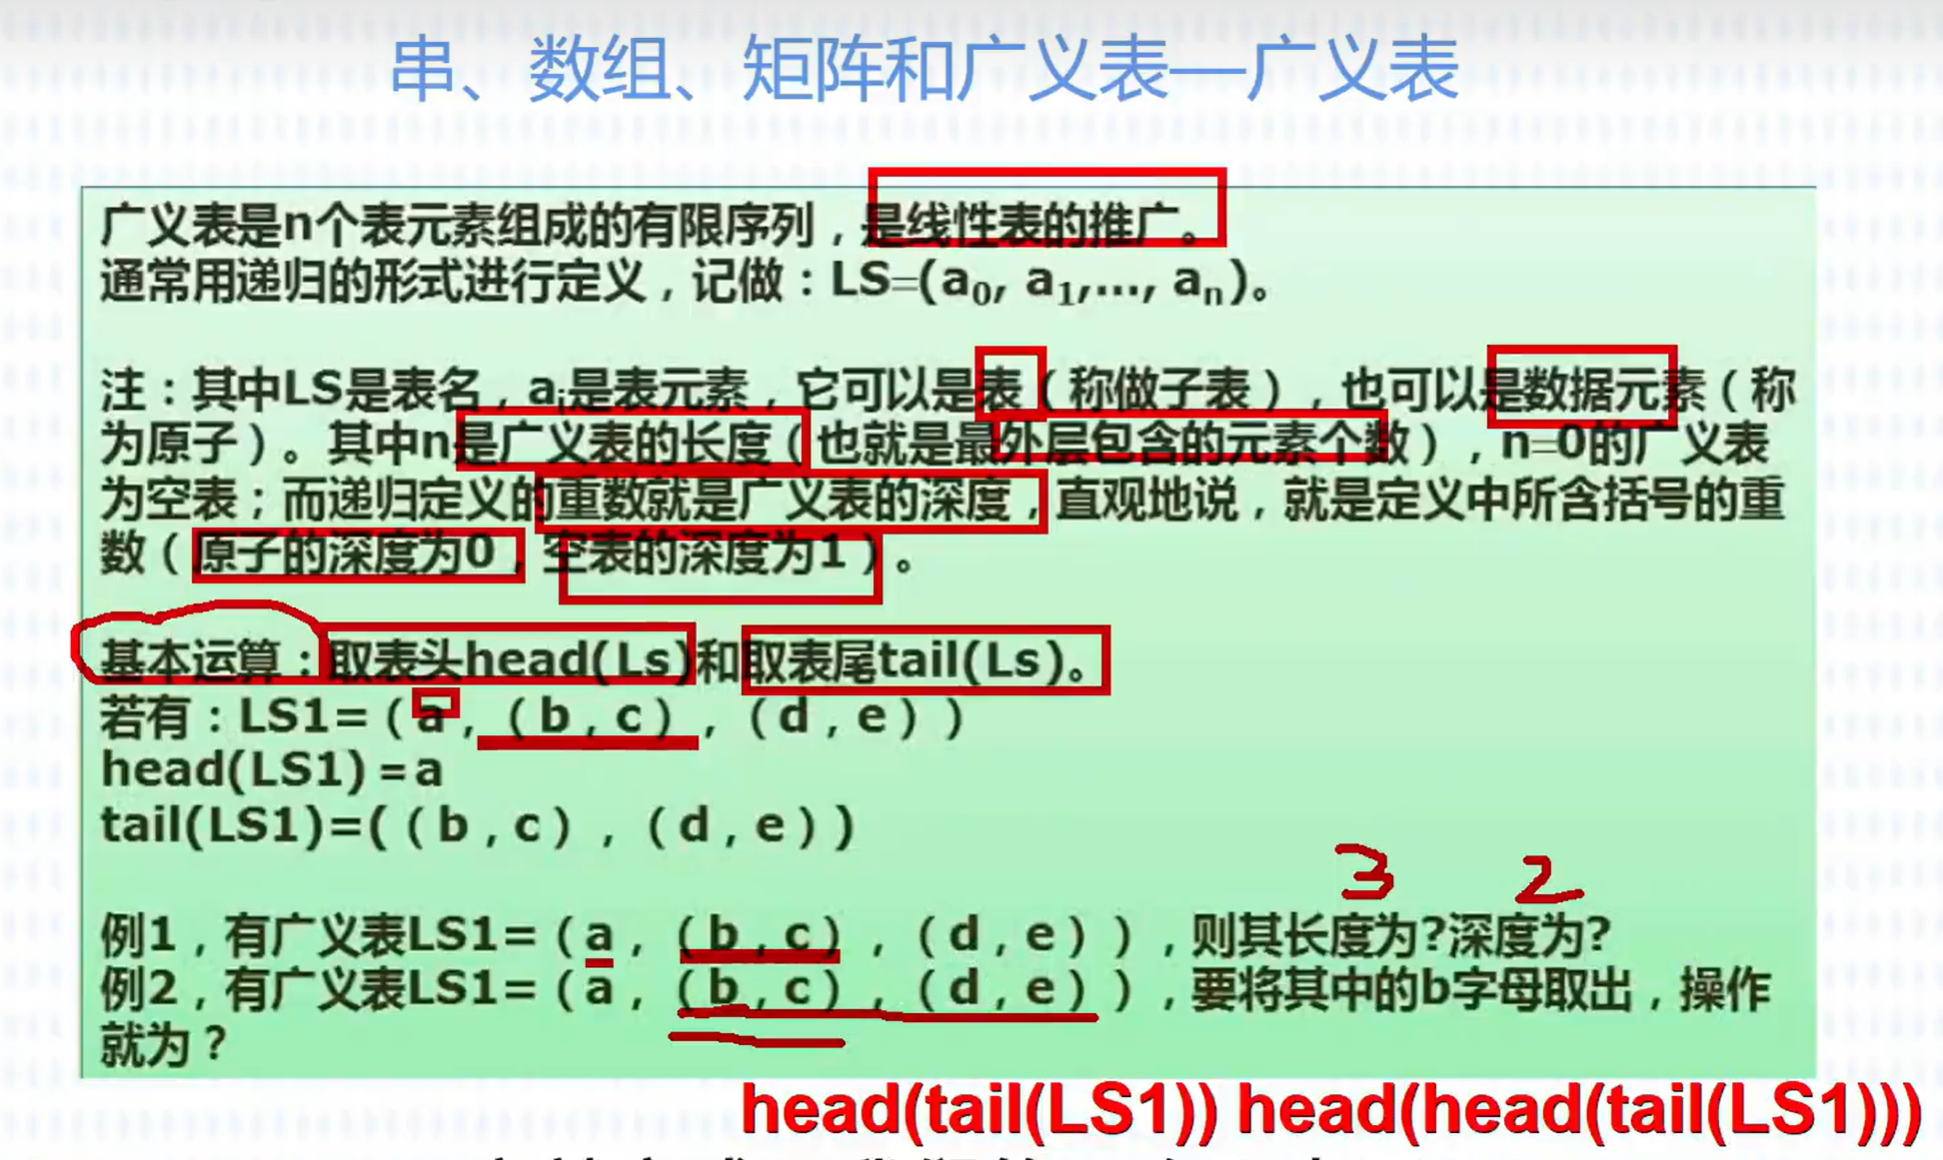 串、数组、矩阵和广义表—广义表
广义表是n个表元素组成的有限序列，是线性表的推广。
通常用递归的形式进行定义，记做：LS=(a₀, a₁,..., aₙ)。
注：其中LS是表名，aᵢ是表元素，它可以是表（称做子表），也可以是数据元素（称
为原子）。其中n是广义表的长度（也就是最外层包含的元素个数），n=0的广义表
为空表；而递归定义的重数就是广义表的深度，直观地说，就是定义中所含括号的重
数（原子的深度为0，空表的深度为1）。
基本运算：取表头head(Ls)和取表尾tail(Ls)。
若有：LS1=（a，（b，c），（d，e））
head(LS1)=a
tail(LS1)=(（b，c），（d，e）)
3 2
例1，有广义表LS1=（a，（b，c），（d，e）），则其长度为?深度为?
例2，有广义表LS1=（a，（b，c），（d，e）），要将其中的b字母取出，操作
就为？
head(tail(LS1)) head(head(tail(LS1)))